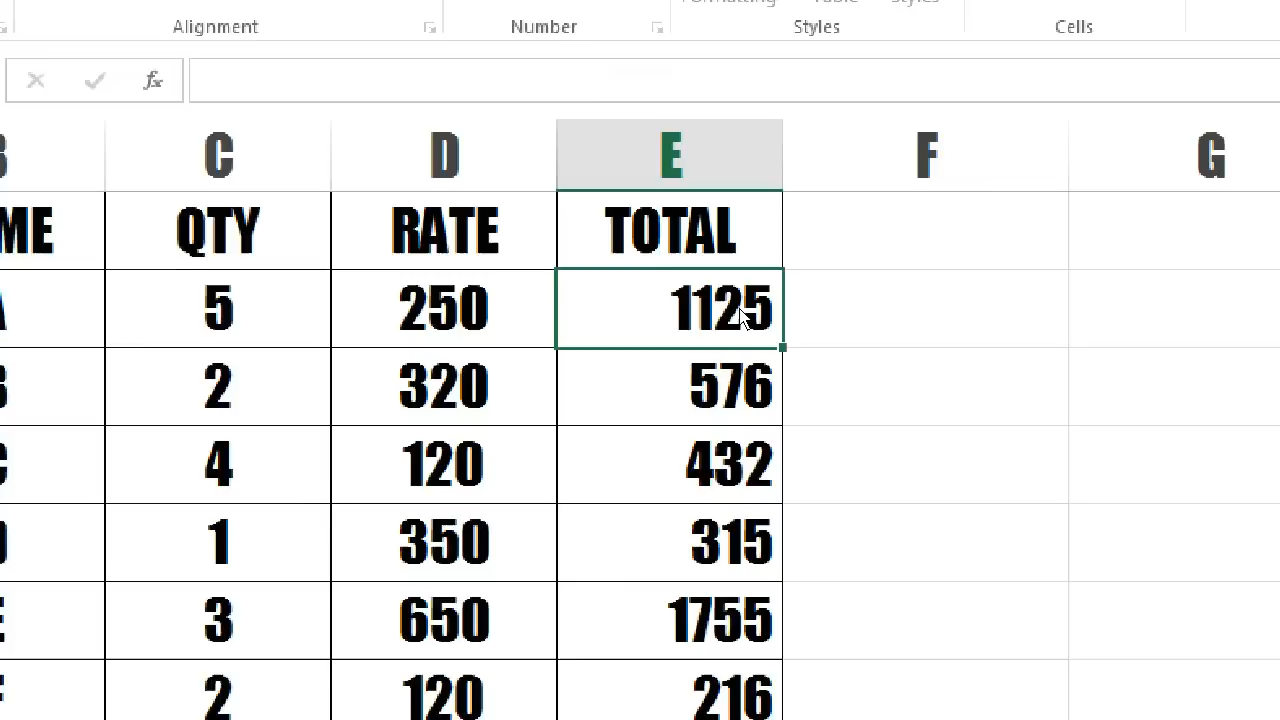 Alignment Number Styles Cells
fx
C D E F G
ME QTY RATE TOTAL
5 250 1125
2 320 576
4 120 432
1 350 315
3 650 1755
2 120 216